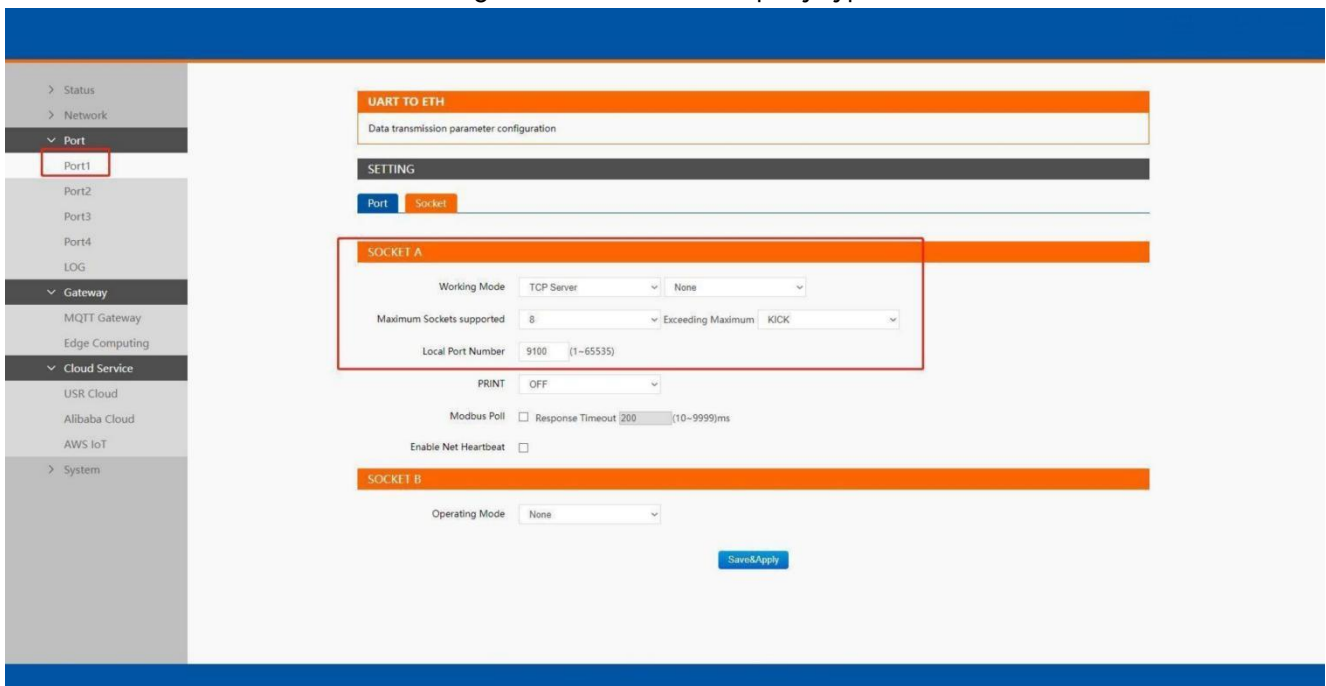 > Status
> Network
Port
Port1
Port2
Port3
Port4
LOG
Gateway
MQTT Gateway
Edge Computing
Cloud Service
USR Cloud
Alibaba Cloud
AWS IoT
> System
UART TO ETH
Data transmission parameter configuration
SETTING
Port Socket
SOCKET A
Working Mode TCP Server None
Maximum Sockets supported 8 Exceeding Maximum KICK
Local Port Number 9100 (1~65535)
PRINT OFF
Modbus Poll Response Timeout 200 (10~9999)ms
Enable Net Heartbeat
SOCKET B
Operating Mode None
Save&Apply